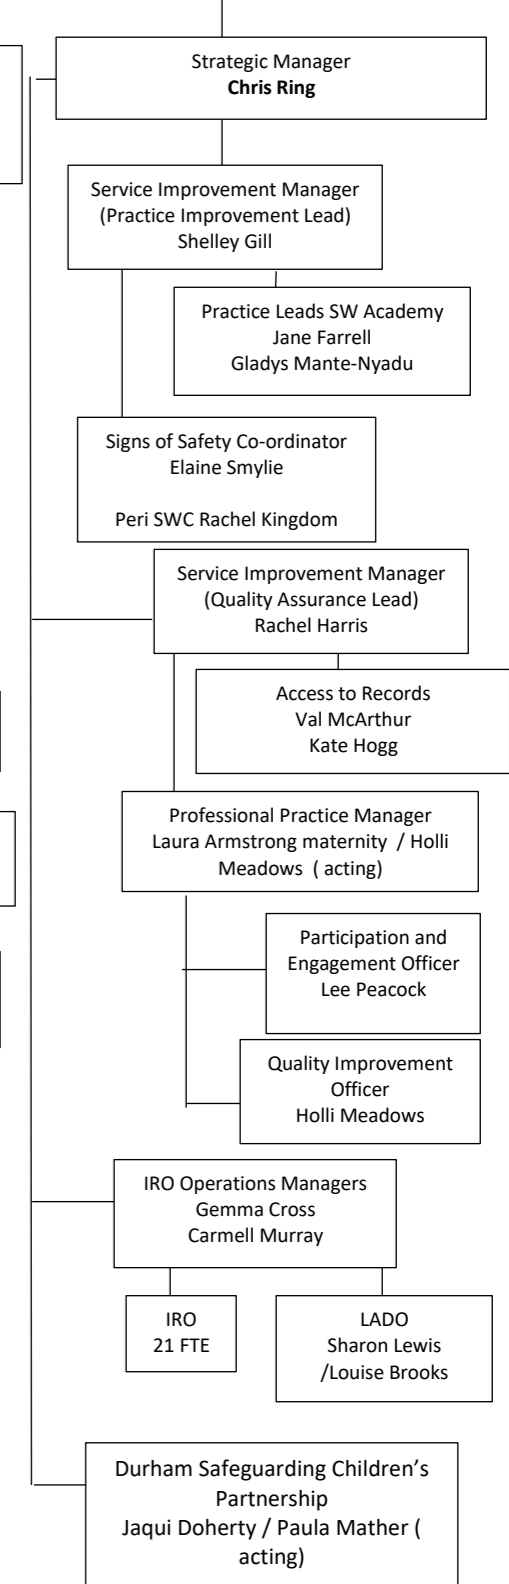 Strategic Manager
Chris Ring
Service Improvement Manager
(Practice Improvement Lead)
Shelley Gill
Practice Leads SW Academy
Jane Farrell
Gladys Mante-Nyadu
Signs of Safety Co-ordinator
Elaine Smylie
Peri SWC Rachel Kingdom
Service Improvement Manager
(Quality Assurance Lead)
Rachel Harris
Access to Records
Val McArthur
Kate Hogg
Professional Practice Manager
Laura Armstrong maternity / Holli
Meadows ( acting)
Participation and
Engagement Officer
Lee Peacock
Quality Improvement
Officer
Holli Meadows
IRO Operations Managers
Gemma Cross
Carmell Murray
IRO
21 FTE
LADO
Sharon Lewis
/Louise Brooks
Durham Safeguarding Children’s
Partnership
Jaqui Doherty / Paula Mather (
acting)